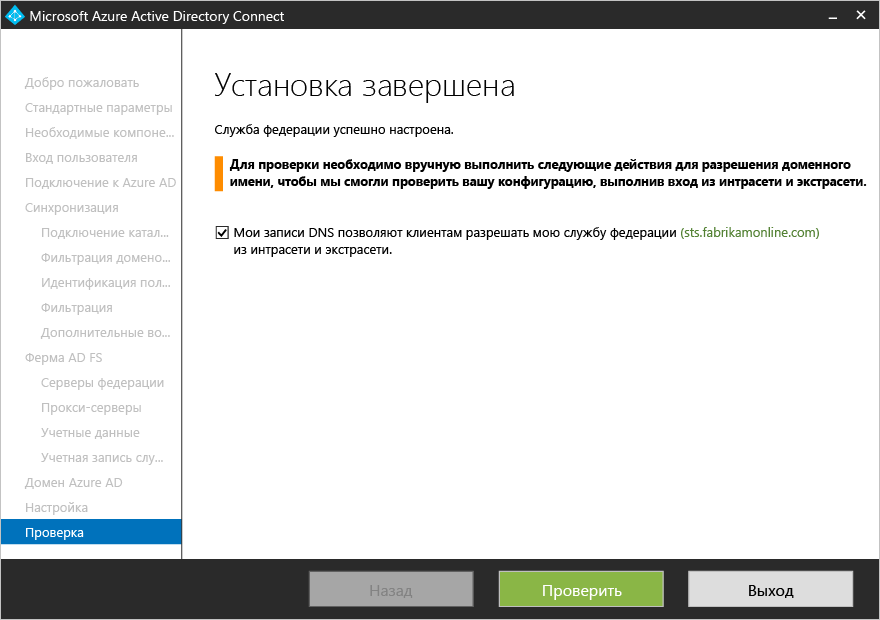 Microsoft Azure Active Directory Connect
Добро пожаловать
Стандартные параметры
Необходимые компоне...
Вход пользователя
Подключение к Azure AD
Синхронизация
Подключение катал...
Фильтрация домено...
Идентификация пол...
Фильтрация
Дополнительные во...
Ферма AD FS
Серверы федерации
Прокси-серверы
Учетные данные
Учетная запись слу...
Домен Azure AD
Настройка
Проверка
Установка завершена
Служба федерации успешно настроена.
Для проверки необходимо вручную выполнить следующие действия для разрешения доменного
имени, чтобы мы смогли проверить вашу конфигурацию, выполнив вход из интрасети и экстрасети.
Мои записи DNS позволяют клиентам разрешать мою службу федерации (sts.fabrikamonline.com)
из интрасети и экстрасети.
Назад
Проверить
Выход